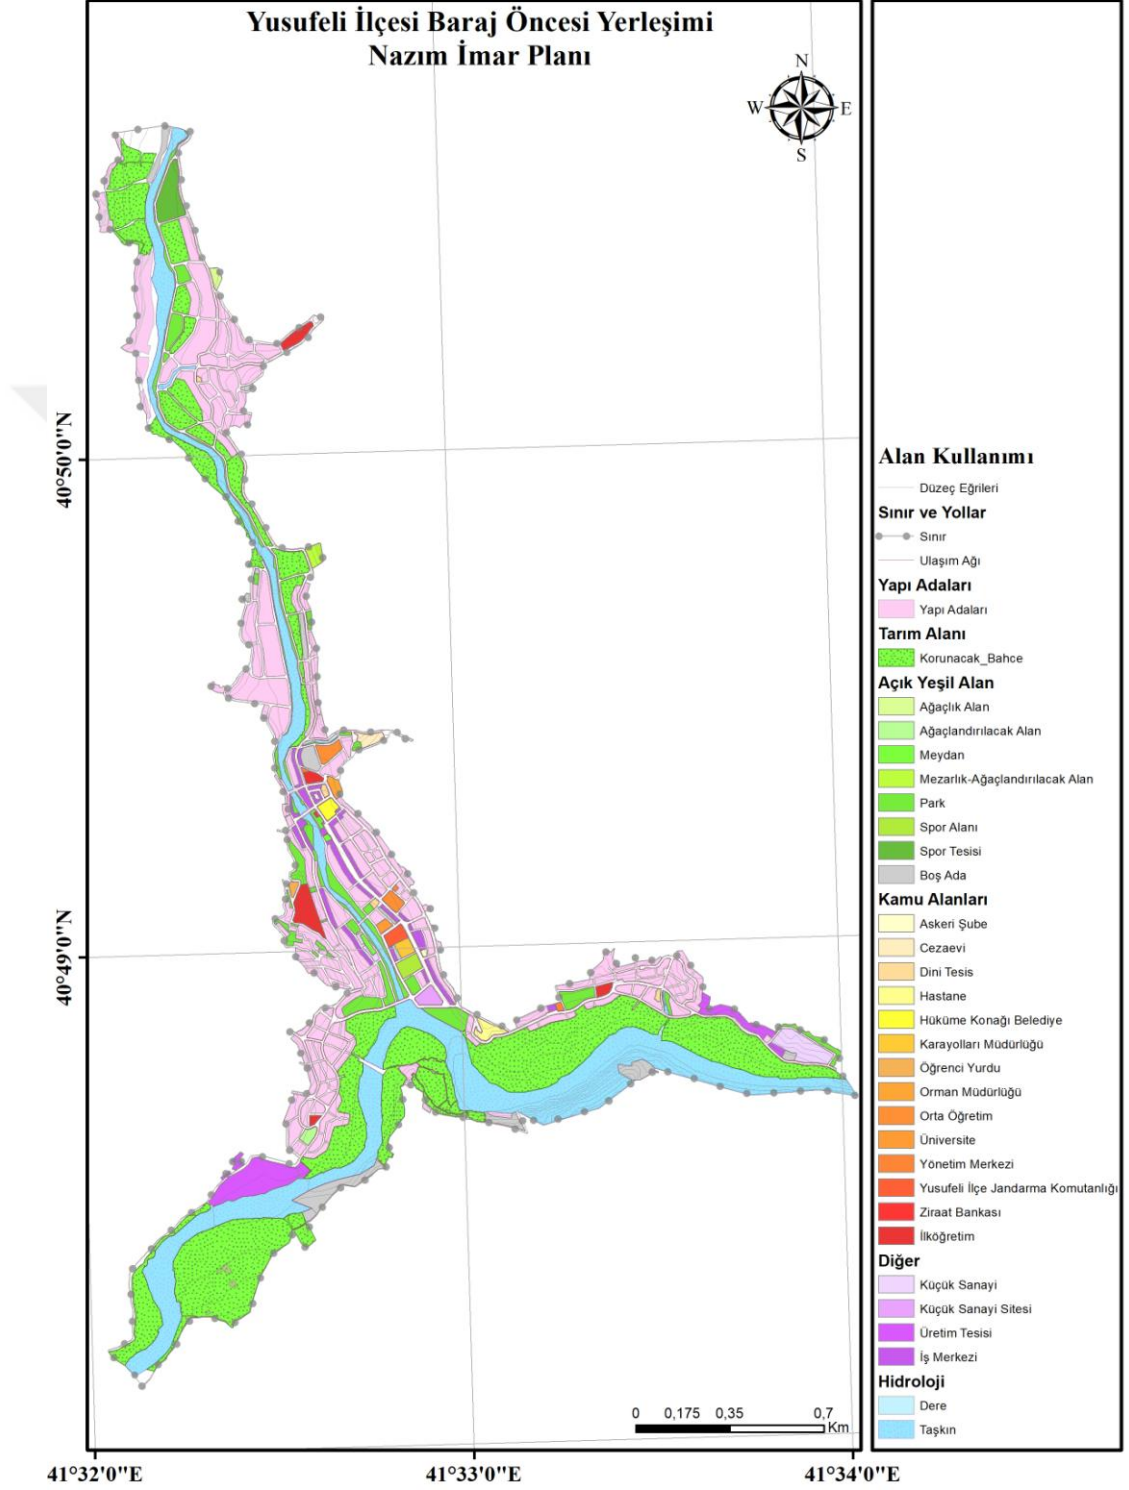 Yusufeli İlçesi Baraj Öncesi Yerleşimi
Nazım İmar Planı
N
W
E
S
40°50'0"N
40°49'0"N
41°32'0"E
41°33'0"E
41°34'0"E
0 0,175 0,35 0,7
Km
Alan Kullanımı
Düzeç Eğrileri
Sınır ve Yollar
Sınır
Ulaşım Ağı
Yapı Adaları
Yapı Adaları
Tarım Alanı
Korunacak_Bahce
Açık Yeşil Alan
Ağaçlık Alan
Ağaçlandırılacak Alan
Meydan
Mezarlık-Ağaçlandırılacak Alan
Park
Spor Alanı
Spor Tesisi
Boş Ada
Kamu Alanları
Askeri Şube
Cezaevi
Dini Tesis
Hastane
Hüküme Konağı Belediye
Karayolları Müdürlüğü
Öğrenci Yurdu
Orman Müdürlüğü
Orta Öğretim
Üniversite
Yönetim Merkezi
Yusufeli İlçe Jandarma Komutanlığı
Ziraat Bankası
İlköğretim
Diğer
Küçük Sanayi
Küçük Sanayi Sitesi
Üretim Tesisi
İş Merkezi
Hidroloji
Dere
Taşkın